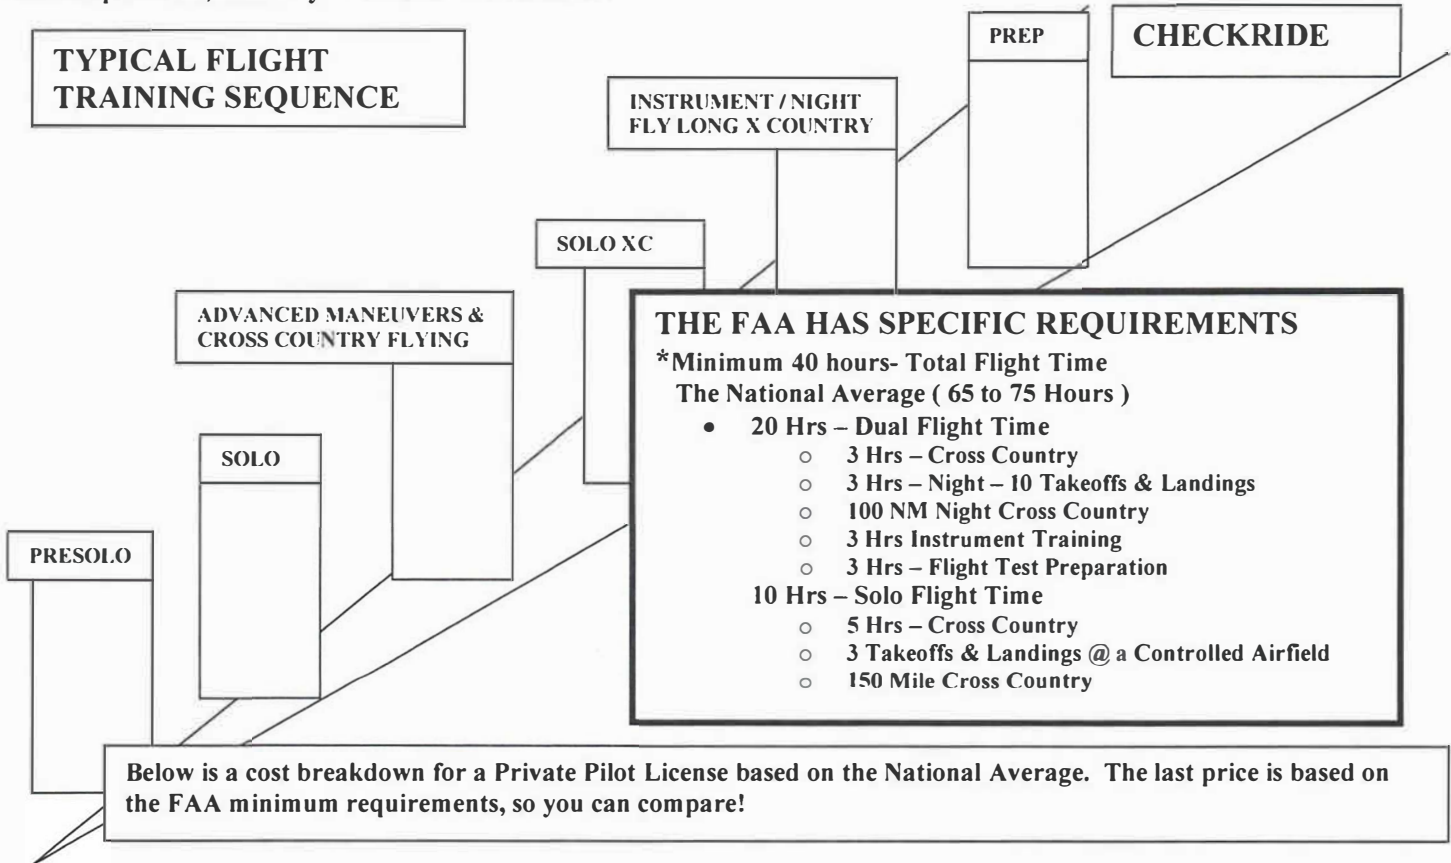 TYPICAL FLIGHT
TRAINING SEQUENCE
PREP
CHECKRIDE
INSTRUMENT / NIGHT
FLY LONG X COUNTRY
SOLO XC
ADVANCED MANEUVERS &
CROSS COUNTRY FLYING
SOLO
PRESOLO
THE FAA HAS SPECIFIC REQUIREMENTS
*Minimum 40 hours- Total Flight Time
The National Average ( 65 to 75 Hours )
• 20 Hrs – Dual Flight Time
○ 3 Hrs – Cross Country
○ 3 Hrs – Night – 10 Takeoffs & Landings
○ 100 NM Night Cross Country
○ 3 Hrs Instrument Training
○ 3 Hrs – Flight Test Preparation
10 Hrs – Solo Flight Time
○ 5 Hrs – Cross Country
○ 3 Takeoffs & Landings @ a Controlled Airfield
○ 150 Mile Cross Country
Below is a cost breakdown for a Private Pilot License based on the National Average. The last price is based on
the FAA minimum requirements, so you can compare!